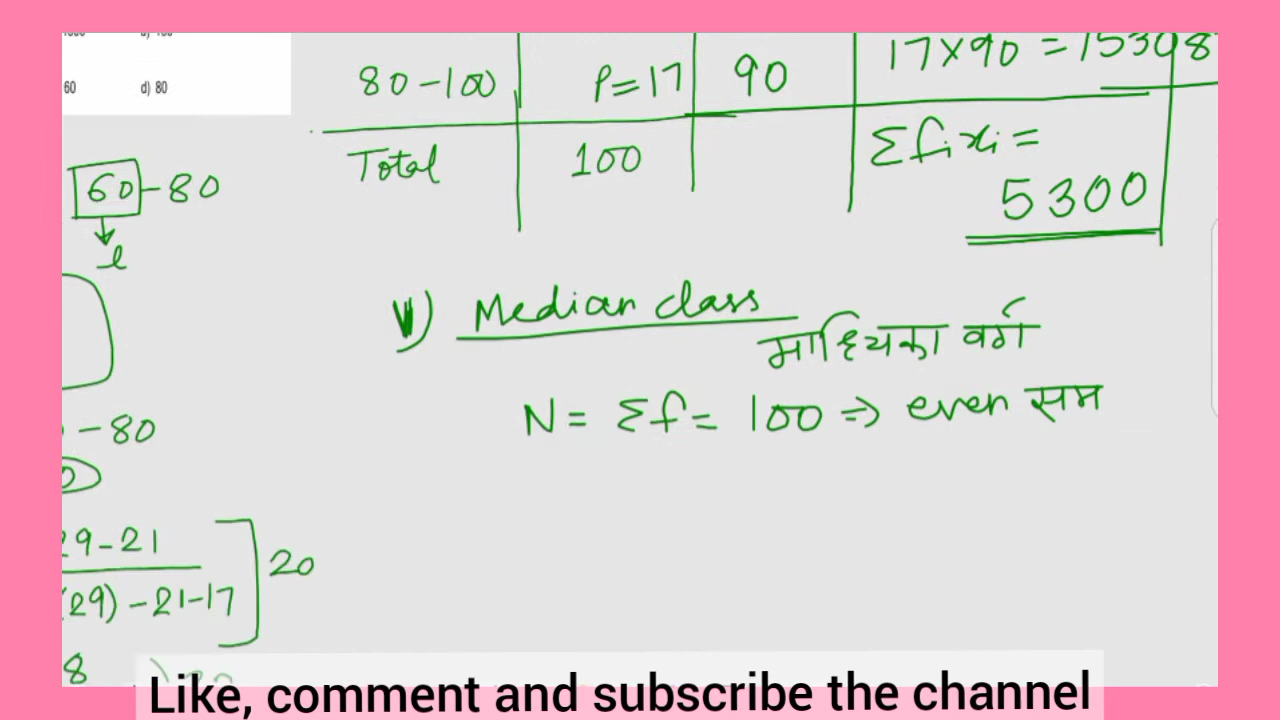 60 d) 80
80-100 P=17 90 17×90 =1530
Total 100 Σfixi =
5300
60-80
l
V) Median class
माध्यिका वर्ग
N = Σf = 100 ⇒ even सम
-80
29-21
(29) -21-17
20
8
Like, comment and subscribe the channel